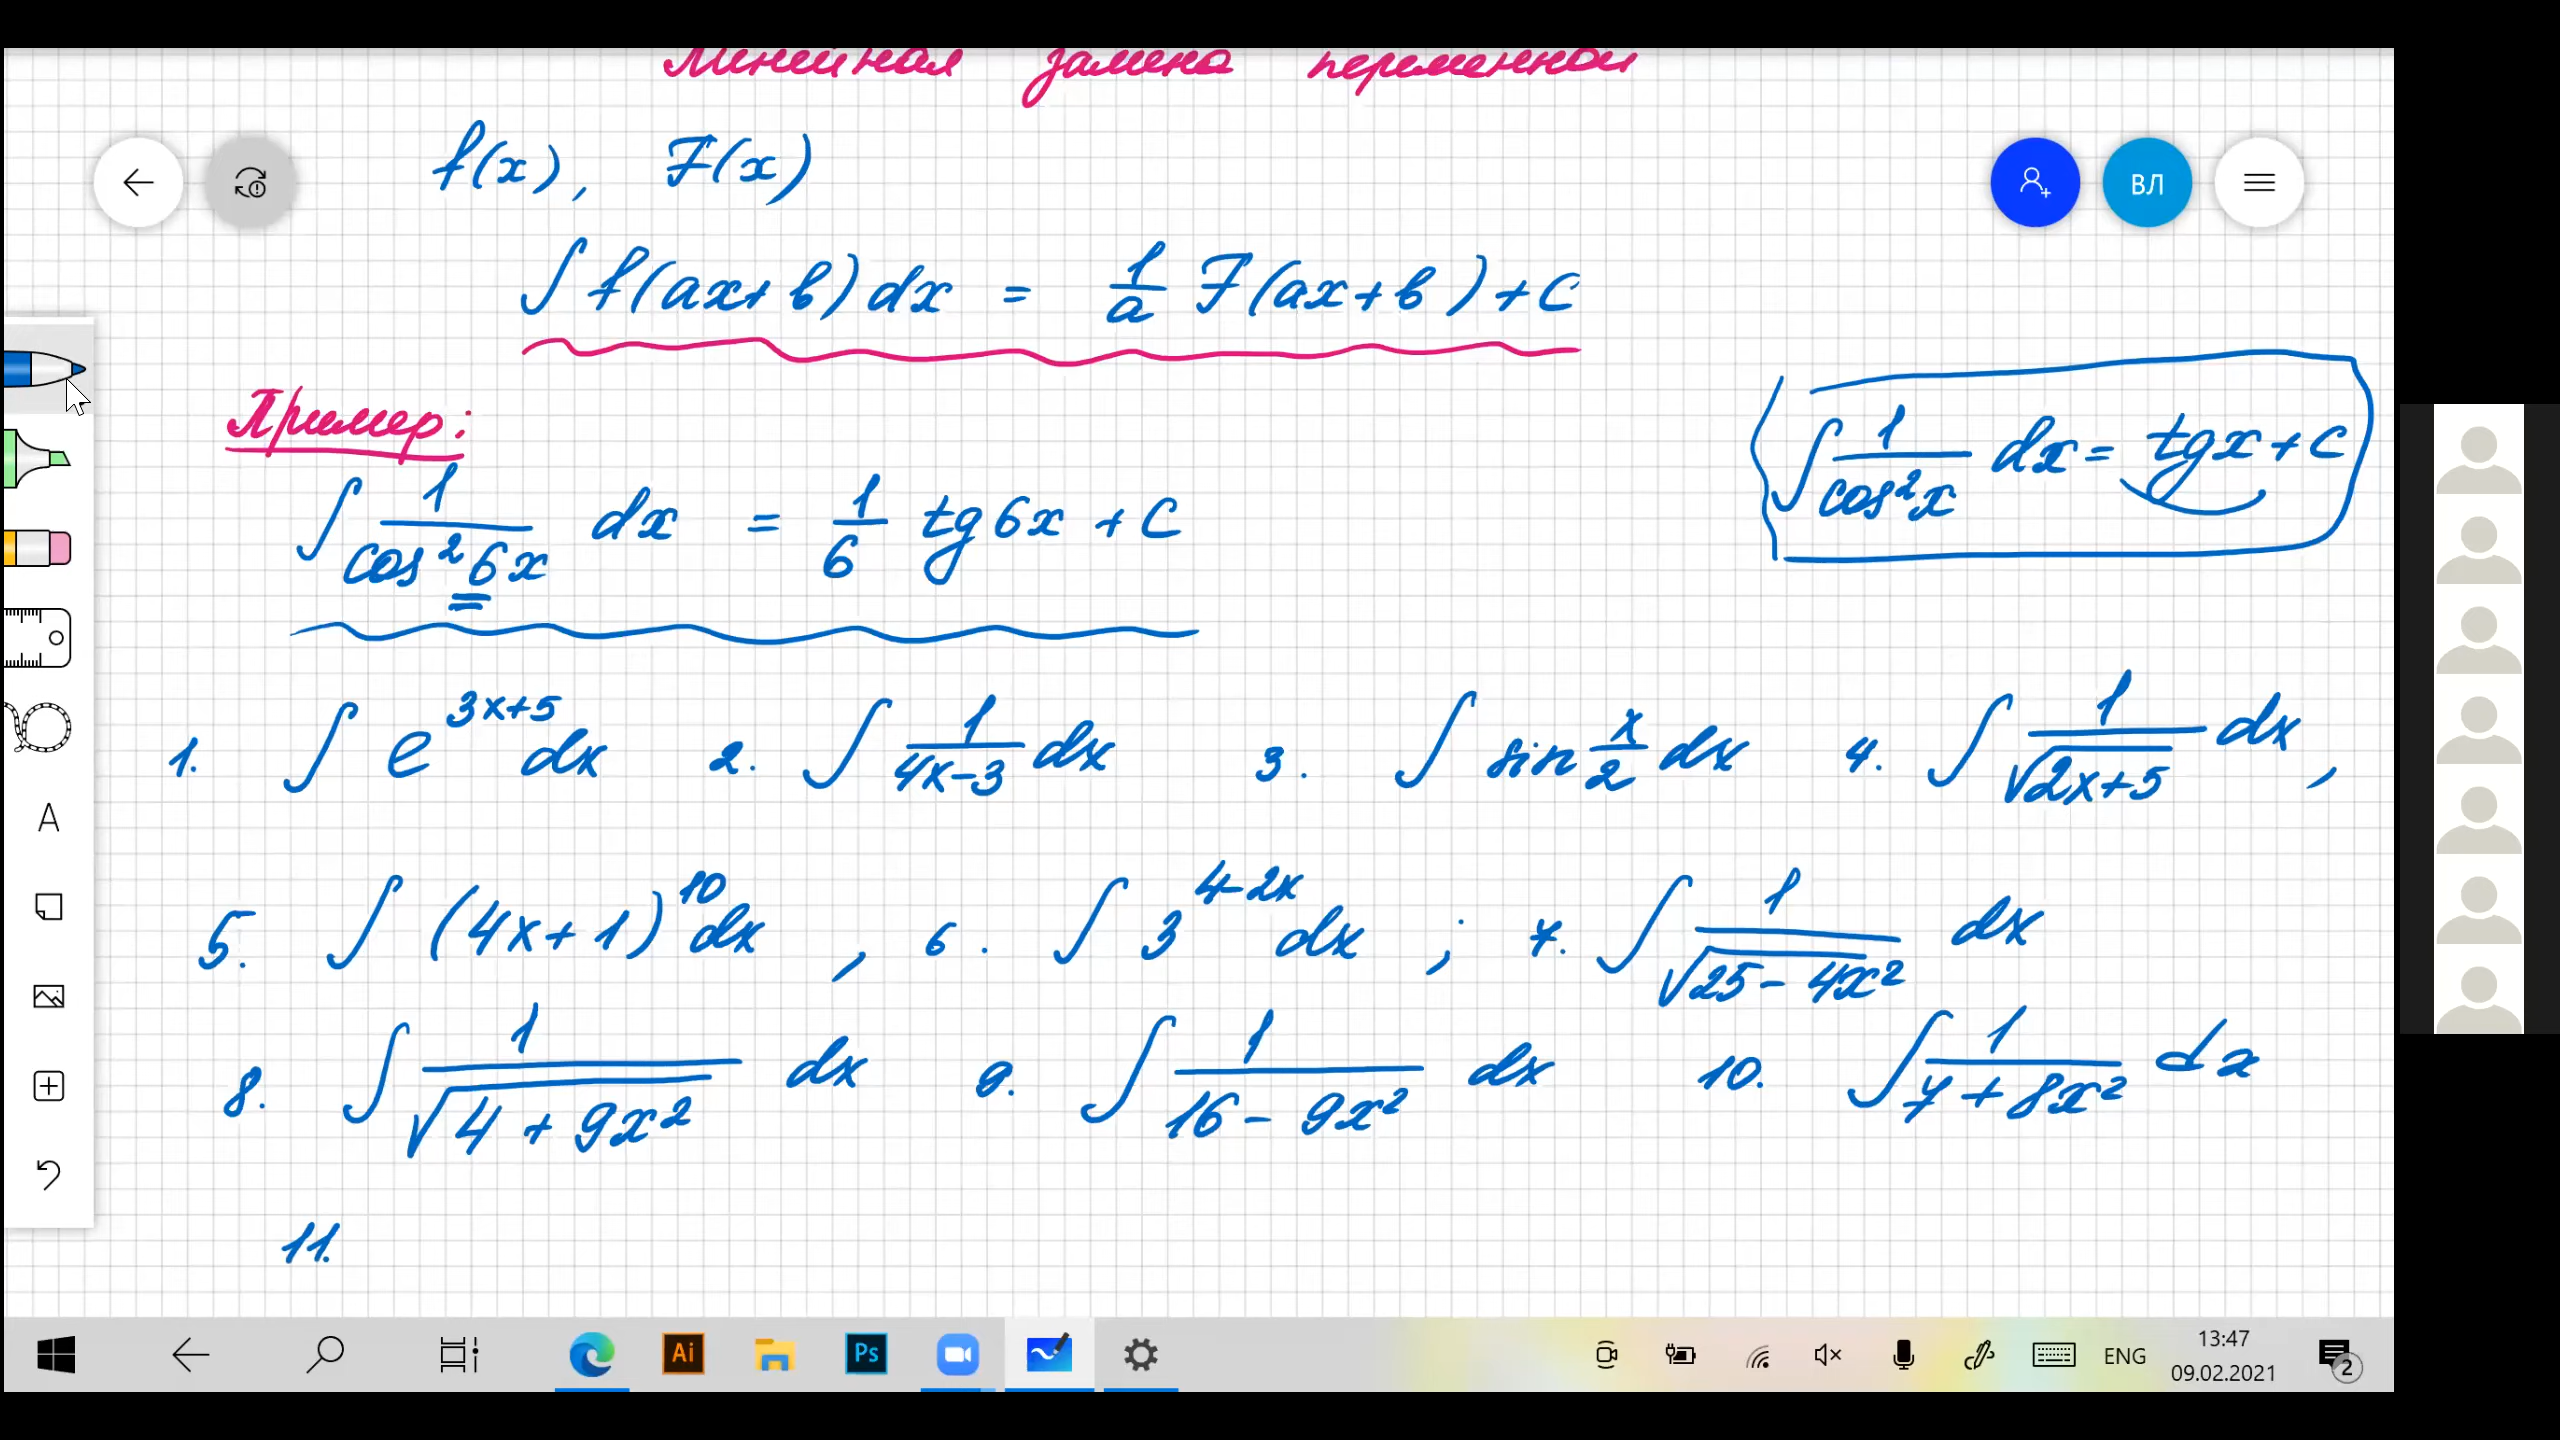 Линейная замена переменной
f(x), F(x)
ВЛ
∫ f(ax+b)dx = 1/a F(ax+b)+C
Пример:
∫ 1/cos²x dx = tgx+C
∫ 1/cos²6x dx = 1/6 tg6x +C
1. ∫ e^(3x+5) dx 2. ∫ 1/(4x-3) dx 3. ∫ sin x/2 dx 4. ∫ 1/√(2x+5) dx,
5. ∫ (4x+1)^10 dx, 6. ∫ 3^(4-2x) dx ; 7. ∫ 1/√(25-4x²) dx
8. ∫ 1/√(4+9x²) dx 9. ∫ 1/(16-9x²) dx 10. ∫ 1/(7+8x²) dx
11.
A
Ai Ps ENG 13:47
09.02.2021 2